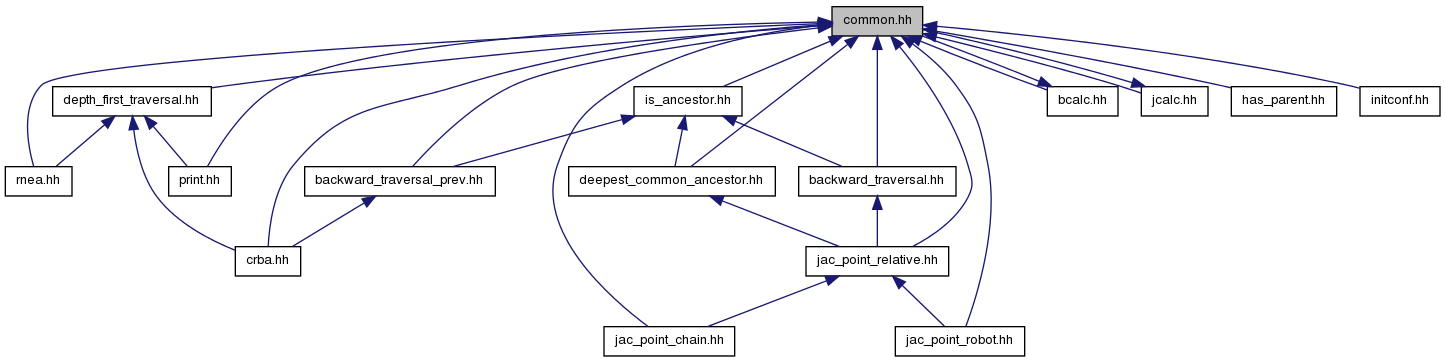 common.hh
depth_first_traversal.hh
is_ancestor.hh
bcalc.hh
jcalc.hh
has_parent.hh
initconf.hh
rnea.hh
print.hh
backward_traversal_prev.hh
deepest_common_ancestor.hh
backward_traversal.hh
crba.hh
jac_point_relative.hh
jac_point_chain.hh
jac_point_robot.hh